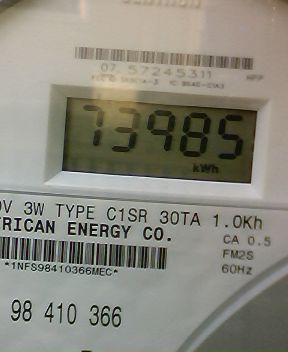 07 57245311
73985
kWh
0V 3W TYPE C1SR 30TA 1.0Kh
TRICAN ENERGY CO.
CA 0.5
FM2S
*1NFS98410366MEC*
60Hz
98 410 366